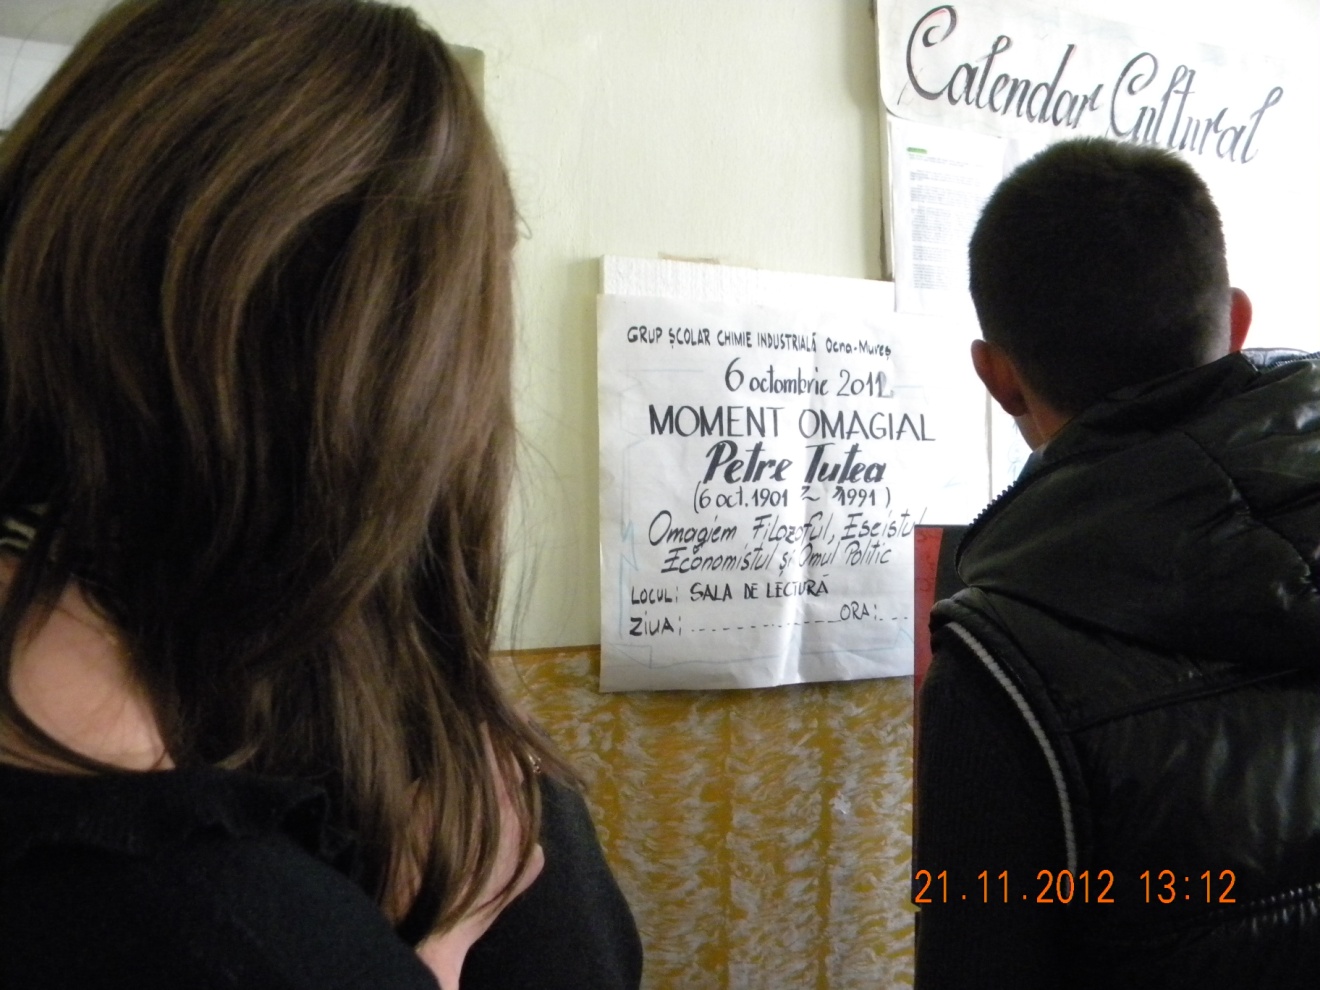 Calendar Cultural
GRUP ȘCOLAR CHIMIE INDUSTRIALĂ Ocna-Mureș
6 octombrie 2012
MOMENT OMAGIAL
Petre Tutea
(6 oct. 1901 ~ 1991)
Omagiem Filozoful, Eseistul
Economistul și Omul Politic
LOCUL: SALA DE LECTURĂ
ZIUA: ORA:
21.11.2012 13:12